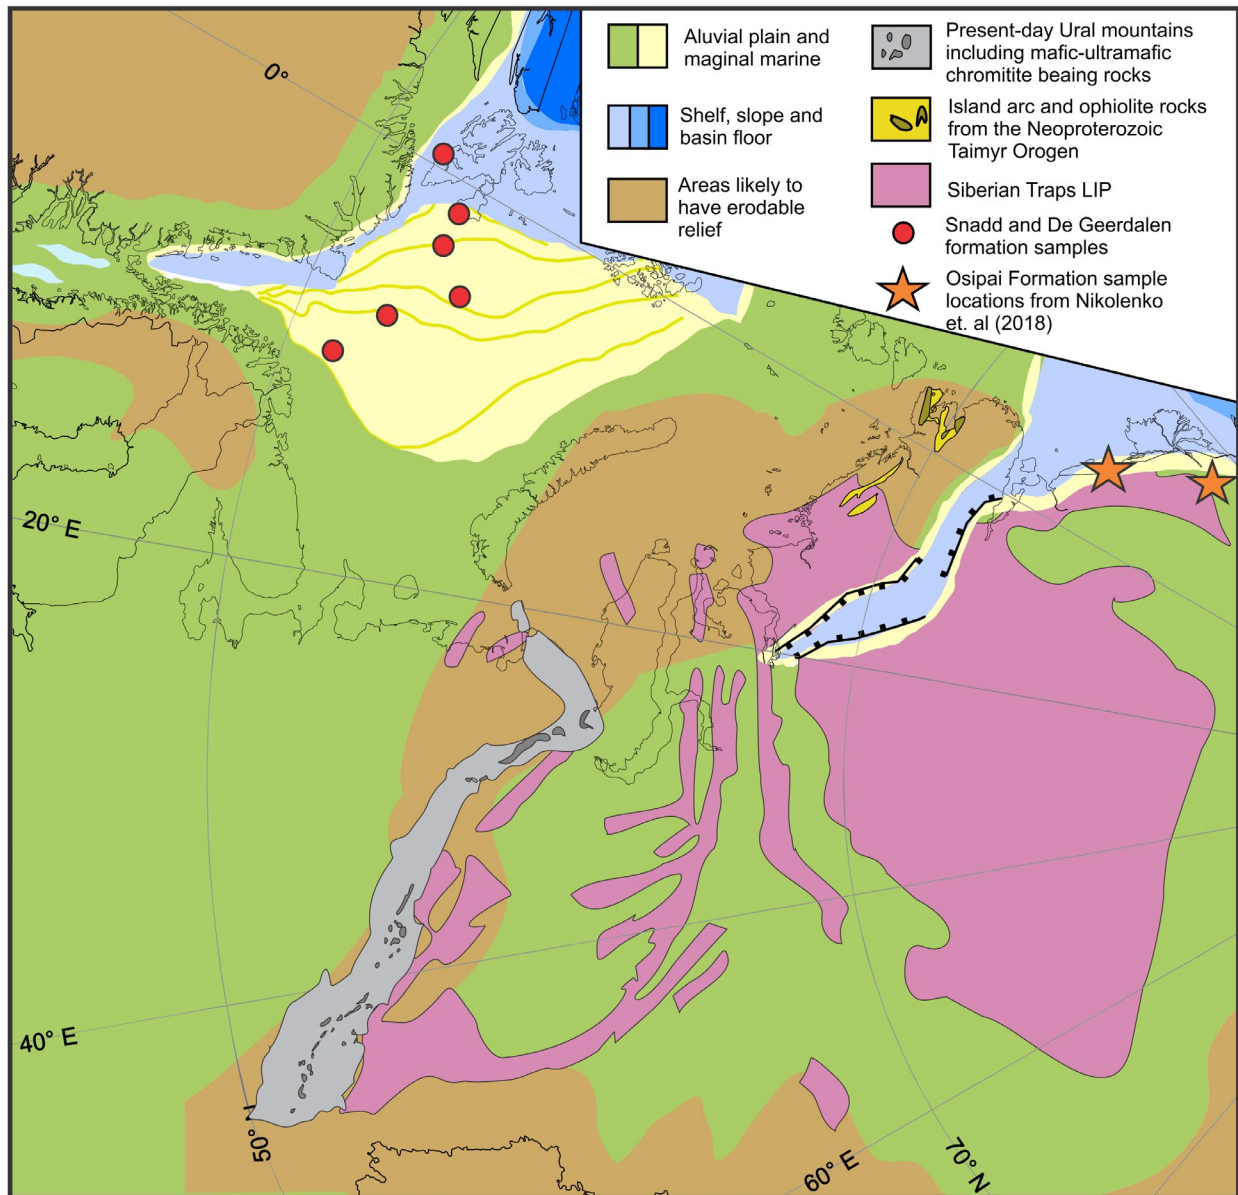 Aluvial plain and
maginal marine
Shelf, slope and
basin floor
Areas likely to
have erodable
relief
Present-day Ural mountains
including mafic-ultramafic
chromitite beaing rocks
Island arc and ophiolite rocks
from the Neoproterozoic
Taimyr Orogen
Siberian Traps LIP
Snadd and De Geerdalen
formation samples
Osipai Formation sample
locations from Nikolenko
et. al (2018)
0°
20° E
40° E
50° N
60° E
70° N